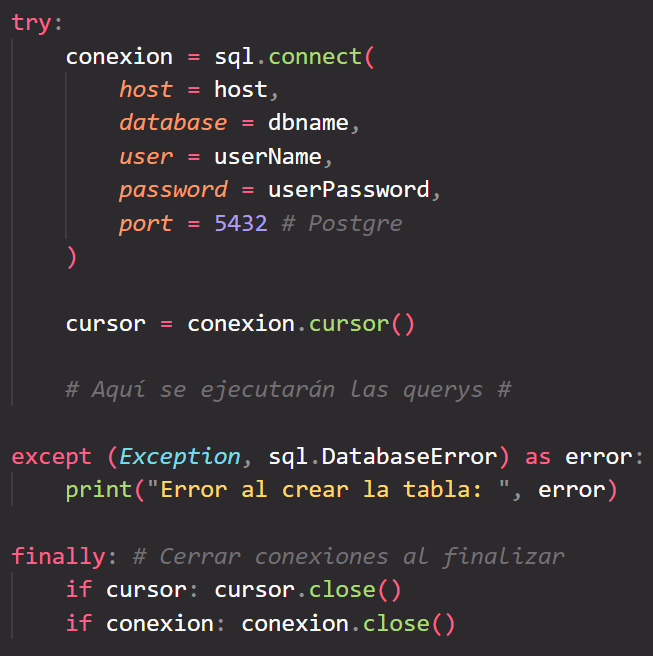 try:
    conexion = sql.connect(
        host = host,
        database = dbname,
        user = userName,
        password = userPassword,
        port = 5432 # Postgre
    )

    cursor = conexion.cursor()

    # Aquí se ejecutarán las querys #

except (Exception, sql.DatabaseError) as error:
    print("Error al crear la tabla: ", error)

finally: # Cerrar conexiones al finalizar
    if cursor: cursor.close()
    if conexion: conexion.close()